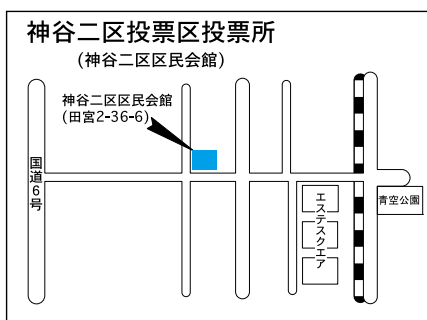 神谷二区投票区投票所
(神谷二区区民会館)
神谷二区区民会館
(田宮2-36-6)
国道6号
エステスクエア
青空公園